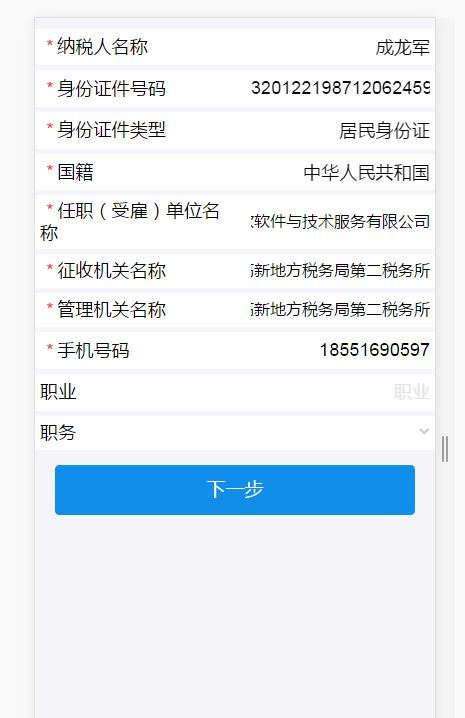 * 纳税人名称 成龙军
* 身份证件号码 320122198712062459
* 身份证件类型 居民身份证
* 国籍 中华人民共和国
* 任职（受雇）单位名
称 软件与技术服务有限公司
* 征收机关名称 新地方税务局第二税务所
* 管理机关名称 新地方税务局第二税务所
* 手机号码 18551690597
职业 职业
职务
下一步